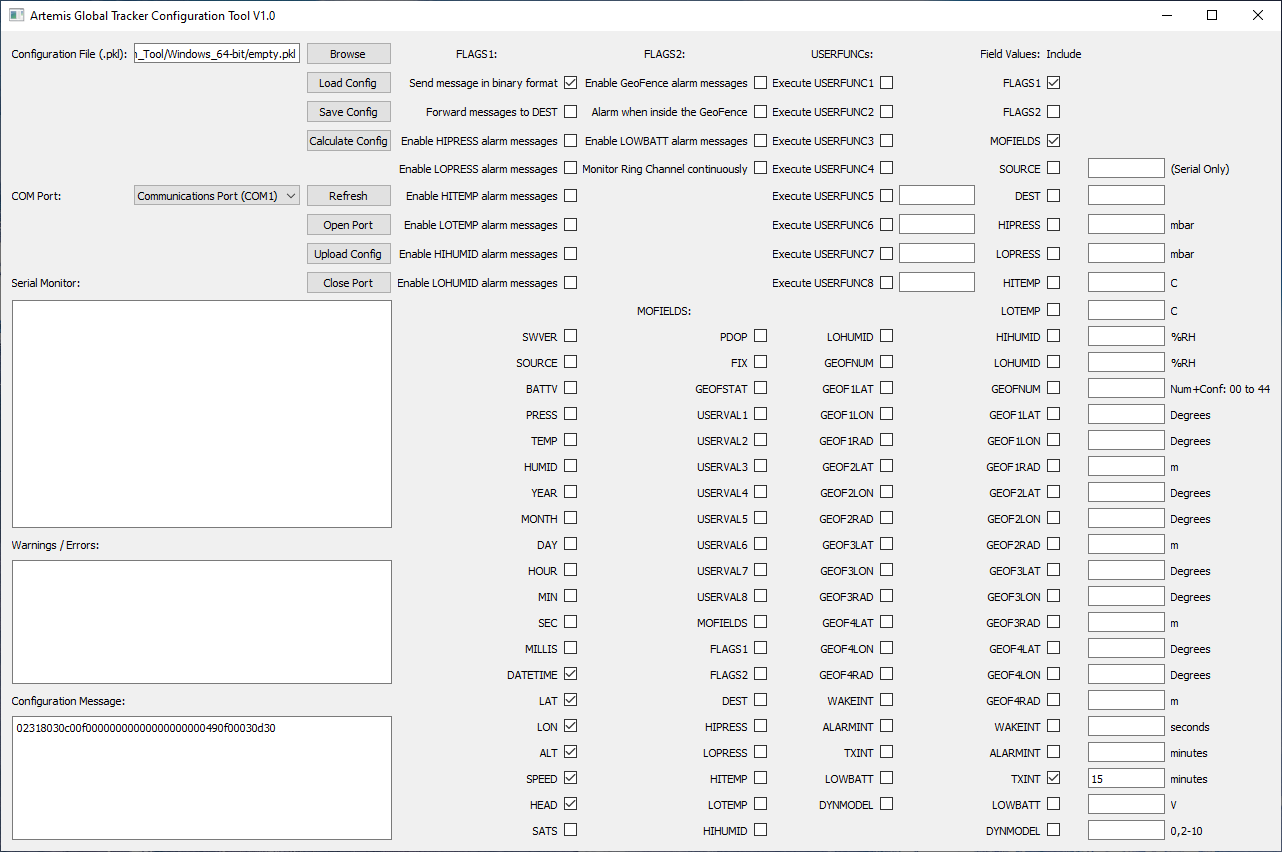 Artemis Global Tracker Configuration Tool V1.0
Configuration File (.pkl): n_Tool/Windows_64-bit/empty.pkl Browse FLAGS1: FLAGS2: USERFUNCs: Field Values: Include
Load Config Send message in binary format Enable GeoFence alarm messages Execute USERFUNC1 FLAGS1
Save Config Forward messages to DEST Alarm when inside the GeoFence Execute USERFUNC2 FLAGS2
Calculate Config Enable HIPRESS alarm messages Enable LOWBATT alarm messages Execute USERFUNC3 MOFIELDS
Enable LOPRESS alarm messages Monitor Ring Channel continuously Execute USERFUNC4 SOURCE (Serial Only)
COM Port: Communications Port (COM1) Refresh Enable HITEMP alarm messages Execute USERFUNC5 DEST
Open Port Enable LOTEMP alarm messages Execute USERFUNC6 HIPRESS mbar
Upload Config Enable HIHUMID alarm messages Execute USERFUNC7 LOPRESS mbar
Serial Monitor: Close Port Enable LOHUMID alarm messages Execute USERFUNC8 HITEMP C
MOFIELDS: LOTEMP C
SWVER PDOP LOHUMID HIHUMID %RH
SOURCE FIX GEOFNUM LOHUMID %RH
BATTV GEOFSTAT GEOF1LAT GEOFNUM Num+Conf: 00 to 44
PRESS USERVAL1 GEOF1LON GEOF1LAT Degrees
TEMP USERVAL2 GEOF1RAD GEOF1LON Degrees
HUMID USERVAL3 GEOF2LAT GEOF1RAD m
YEAR USERVAL4 GEOF2LON GEOF2LAT Degrees
MONTH USERVAL5 GEOF2RAD GEOF2LON Degrees
Warnings / Errors: DAY USERVAL6 GEOF3LAT GEOF2RAD m
HOUR USERVAL7 GEOF3LON GEOF3LAT Degrees
MIN USERVAL8 GEOF3RAD GEOF3LON Degrees
SEC MOFIELDS GEOF4LAT GEOF3RAD m
MILLIS FLAGS1 GEOF4LON GEOF4LAT Degrees
DATETIME FLAGS2 GEOF4RAD GEOF4LON Degrees
Configuration Message: LAT DEST WAKEINT GEOF4RAD m
02318030c00f00000000000000000000490f00030d30 LON HIPRESS ALARMINT WAKEINT seconds
ALT LOPRESS TXINT ALARMINT minutes
SPEED HITEMP LOWBATT TXINT 15 minutes
HEAD LOTEMP DYNMODEL LOWBATT V
SATS HIHUMID DYNMODEL 0,2-10